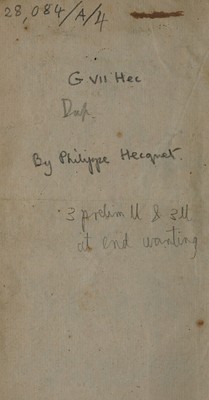 28,084/A/4
G VII Hec
Dup.
By Philippe Hecquet.
3 prelim ll & 3 ll
at end wanting